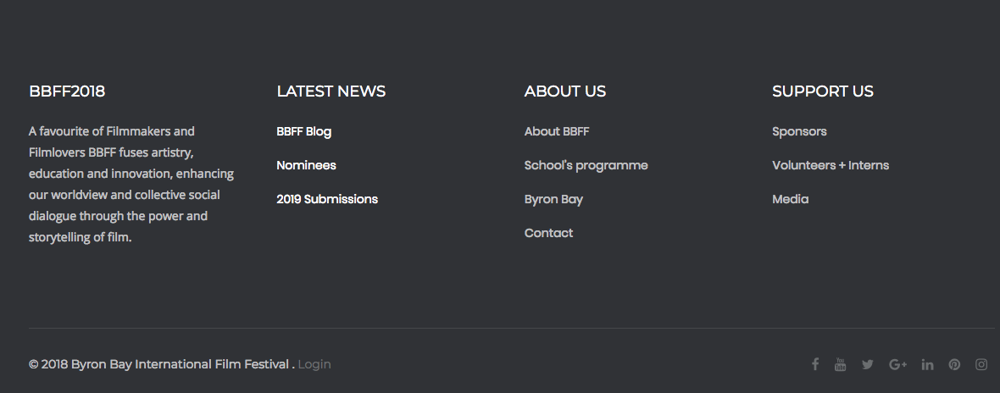 BBFF2018
A favourite of Filmmakers and
Filmlovers BBFF fuses artistry,
education and innovation, enhancing
our worldview and collective social
dialogue through the power and
storytelling of film.
LATEST NEWS
BBFF Blog
Nominees
2019 Submissions
ABOUT US
About BBFF
School's programme
Byron Bay
Contact
SUPPORT US
Sponsors
Volunteers + Interns
Media
© 2018 Byron Bay International Film Festival . Login